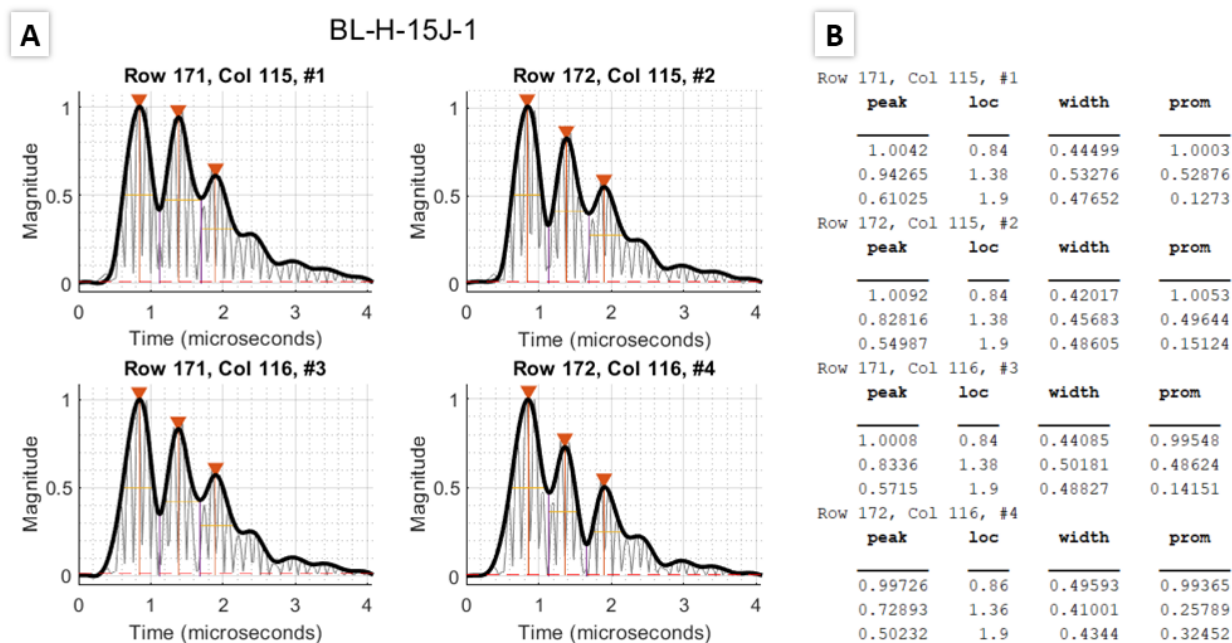 A
BL-H-15J-1
B
Row 171, Col 115, #1
1
0.5
0
Magnitude
0 1 2 3 4
Time (microseconds)
Row 172, Col 115, #2
1
0.5
0
Magnitude
0 1 2 3 4
Time (microseconds)
Row 171, Col 116, #3
1
0.5
0
Magnitude
0 1 2 3 4
Time (microseconds)
Row 172, Col 116, #4
1
0.5
0
Magnitude
0 1 2 3 4
Time (microseconds)
Row 171, Col 115, #1
peak loc width prom
1.0042 0.84 0.44499 1.0003
0.94265 1.38 0.53276 0.52876
0.61025 1.9 0.47652 0.1273
Row 172, Col 115, #2
peak loc width prom
1.0092 0.84 0.42017 1.0053
0.82816 1.38 0.45683 0.49644
0.54987 1.9 0.48605 0.15124
Row 171, Col 116, #3
peak loc width prom
1.0008 0.84 0.44085 0.99548
0.8336 1.38 0.50181 0.48624
0.5715 1.9 0.48827 0.14151
Row 172, Col 116, #4
peak loc width prom
0.99726 0.86 0.49593 0.99365
0.72893 1.36 0.41001 0.25789
0.50232 1.9 0.4344 0.32452